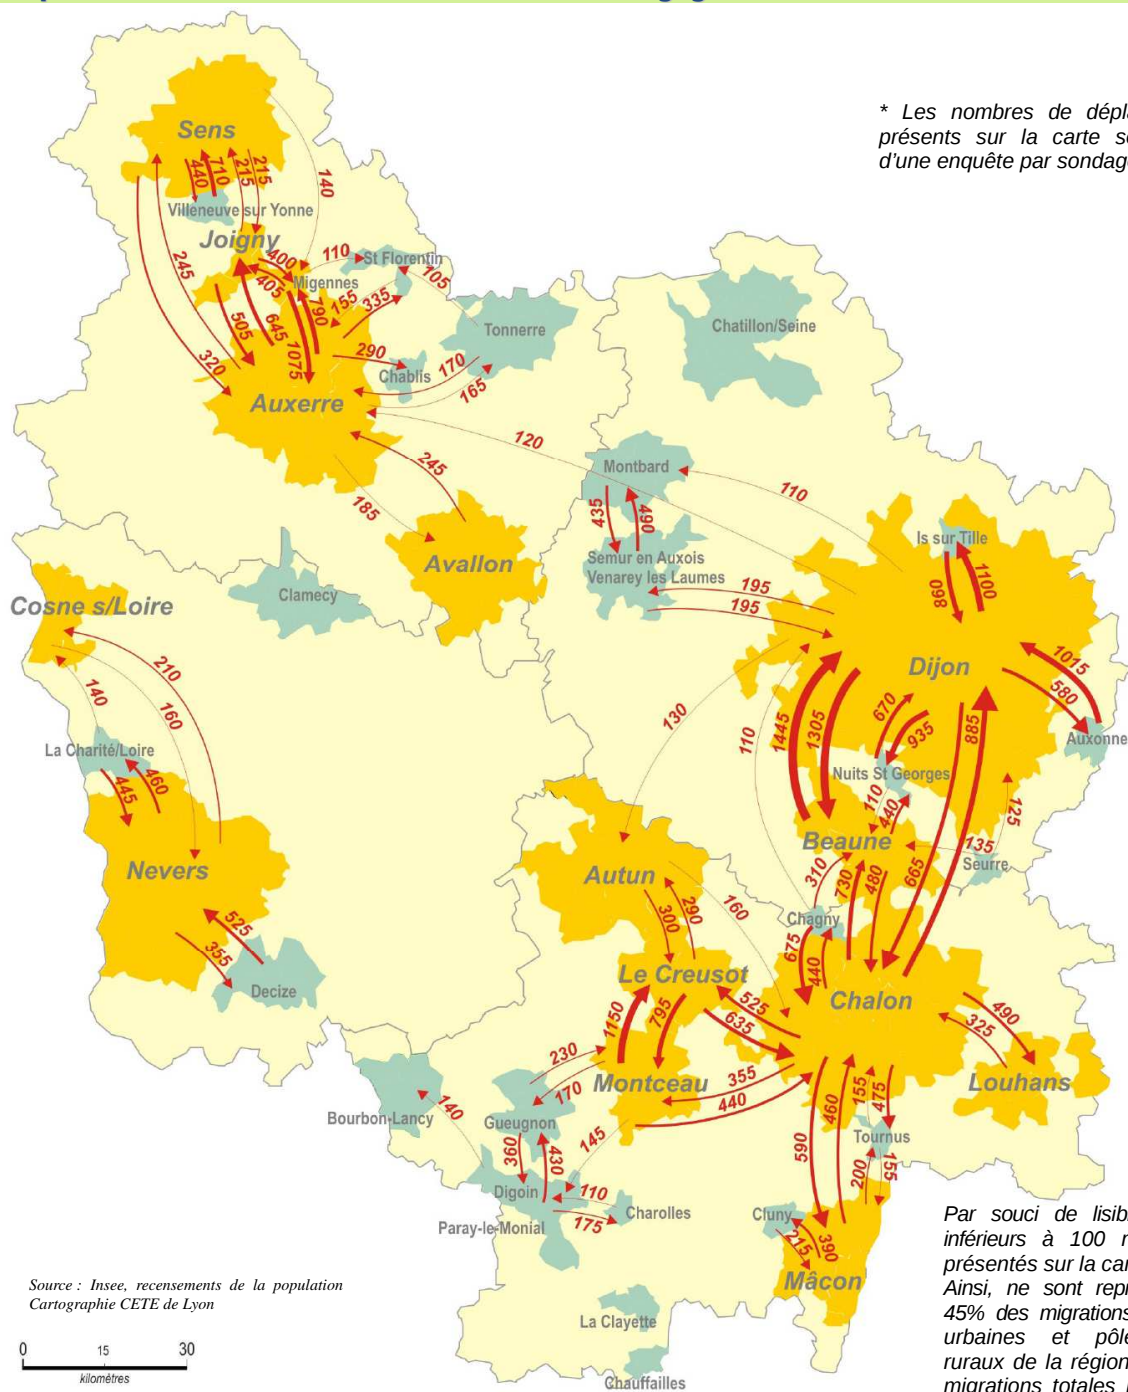 * Les nombres de
présents sur la carte
d'une enquête par
Sens
440
710
215
215
140
Villeneuve sur Yonne
Joigny
400
405
110
St Florentin
Migennes
105
245
155
335
790
Tonnerre
Chatillon/Seine
505
645
1075
290
170
320
Chablis
165
Auxerre
120
245
Montbard
110
185
435
490
Is sur Tille
Avallon
Semur en Auxois
Venarey les Laumes
195
860
1100
Clamecy
195
Cosne s/Loire
210
Dijon
1015
580
140
160
130
1445
1305
670
935
885
110
Auxonne
La Charité/Loire
445
460
Nuits St Georges
110
440
125
Beaune
135
Seurre
Nevers
Autun
310
730
480
665
300
290
160
Chagny
525
355
675
440
Le Creusot
Decize
Chalon
1150
795
525
635
490
325
230
170
Montceau
355
440
Louhans
Bourbon-Lancy
140
Gueugnon
145
590
460
155
475
Tournus
360
430
200
155
Digoin
110
Charolles
Cluny
175
Paray-le-Monial
215
390
Mâcon
Par souci de
inférieurs à 100
présentés sur la
Ainsi, ne sont
45% des migrations
urbaines et
ruraux de la
migrations totales
Source : Insee, recensements de la population
Cartographie CETE de Lyon
La Clayette
0 15 30
kilomètres
Chauffailles